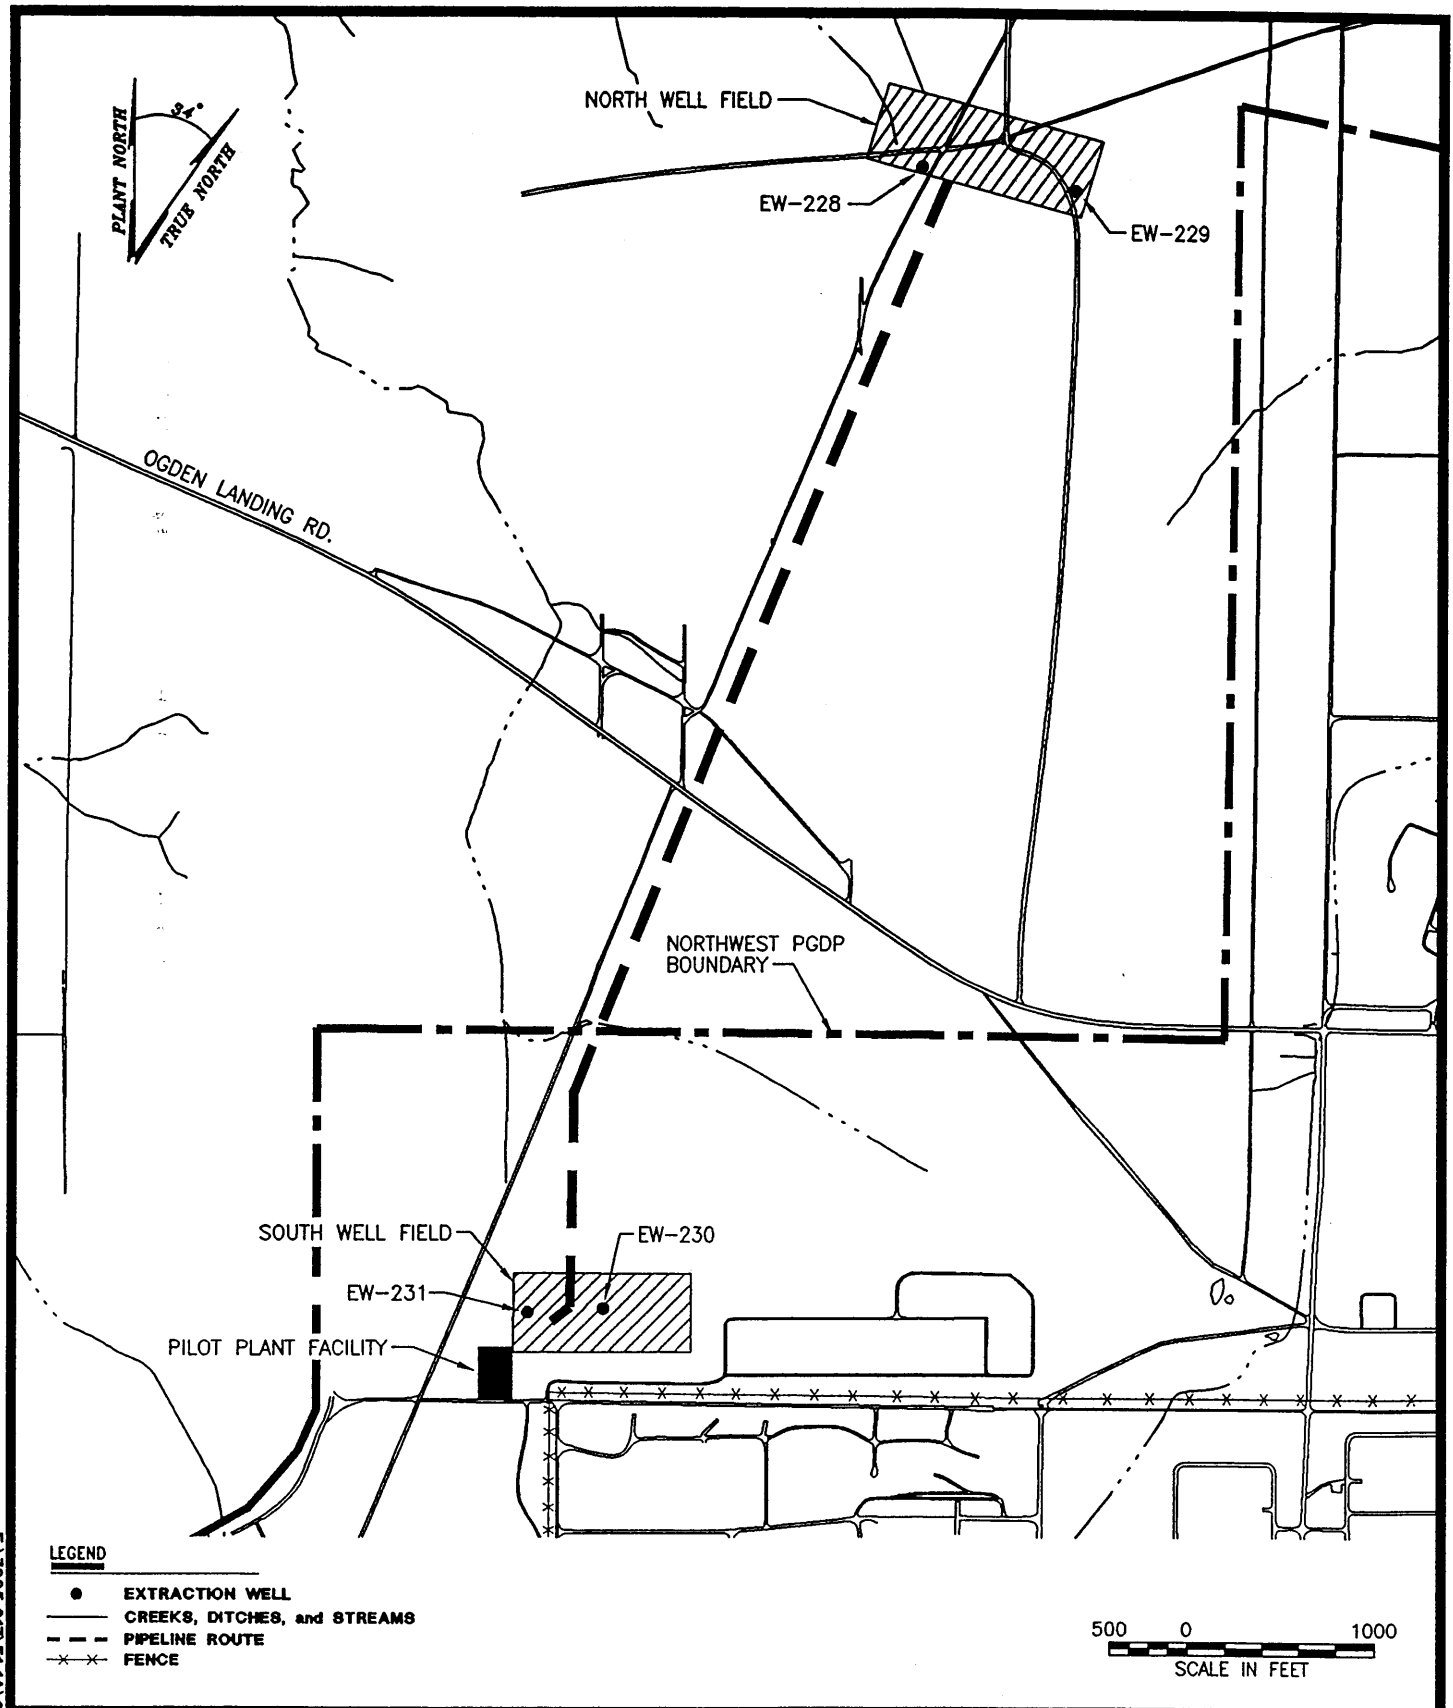 NORTH WELL FIELD
34°
PLANT NORTH
TRUE NORTH
EW-228
EW-229
OGDEN LANDING RD.
NORTHWEST PGDP
BOUNDARY
SOUTH WELL FIELD
EW-230
EW-231
PILOT PLANT FACILITY
LEGEND
EXTRACTION WELL
CREEKS, DITCHES, and STREAMS
PIPELINE ROUTE
FENCE
500 0 1000
SCALE IN FEET